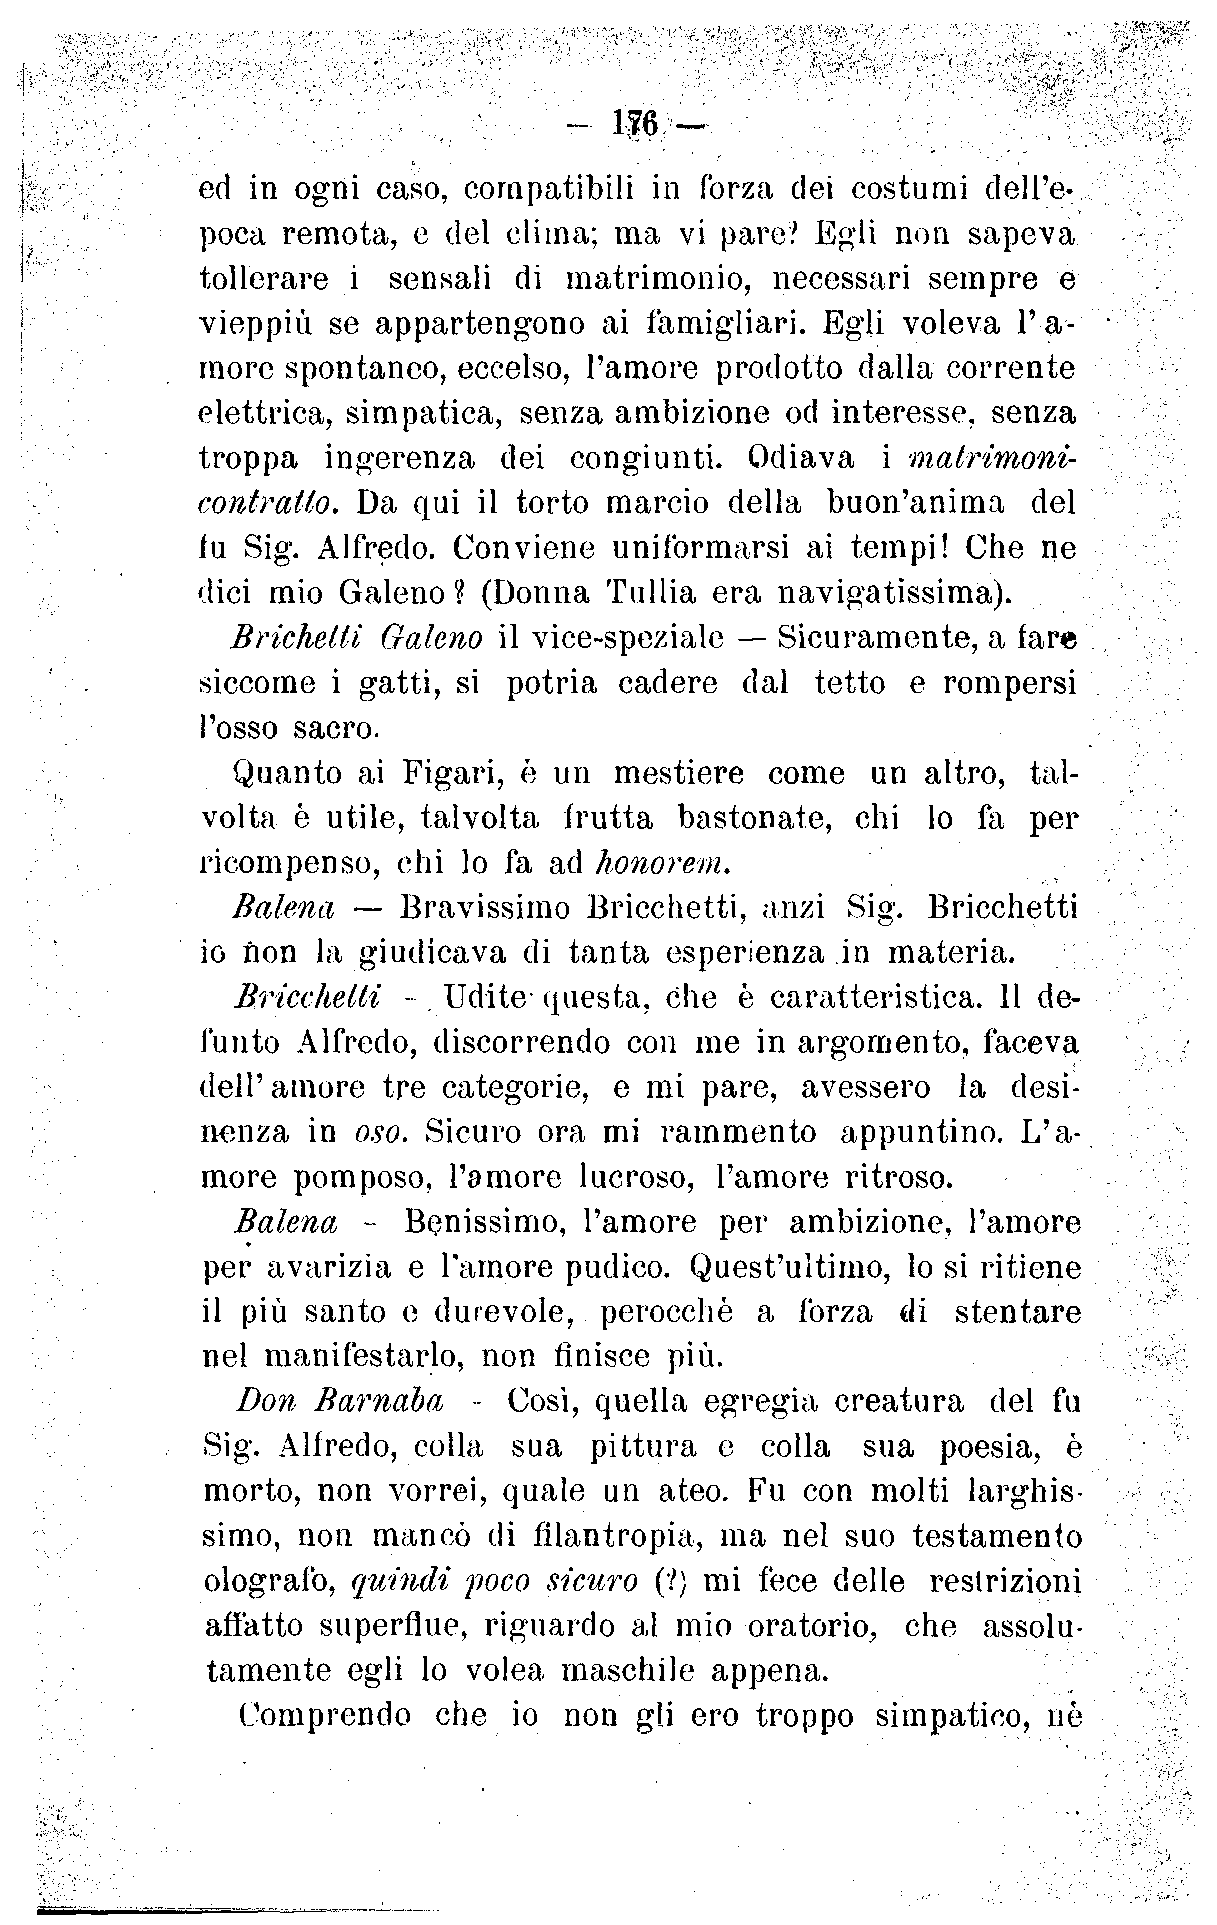 — 176 —
ed in ogni caso, compatibili in forza dei costumi dell'e-
poca remota, e del clima; ma vi pare? Egli non sapeva
tollerare i sensali di matrimonio, necessari sempre e
vieppiù se appartengono ai famigliari. Egli voleva l' a-
more spontaneo, eccelso, l'amore prodotto dalla corrente
elettrica, simpatica, senza ambizione od interesse, senza
troppa ingerenza dei congiunti. Odiava i matrimoni-
contratto. Da qui il torto marcio della buon'anima del
fu Sig. Alfredo. Conviene uniformarsi ai tempi! Che ne
dici mio Galeno? (Donna Tullia era navigatissima).
Brichetti Galeno il vice-speziale — Sicuramente, a fare
siccome i gatti, si potria cadere dal tetto e rompersi
l'osso sacro.
Quanto ai Figari, è un mestiere come un altro, tal-
volta è utile, talvolta frutta bastonate, chi lo fa per
ricompenso, chi lo fa ad honorem.
Balena — Bravissimo Bricchetti, anzi Sig. Bricchetti
io non la giudicava di tanta esperienza in materia.
Bricchetti - Udite questa, che è caratteristica. Il de-
funto Alfredo, discorrendo con me in argomento, faceva
dell' amore tre categorie, e mi pare, avessero la desi-
nenza in oso. Sicuro ora mi rammento appuntino. L' a-
more pomposo, l'amore lucroso, l'amore ritroso.
Balena - Benissimo, l'amore per ambizione, l'amore
per avarizia e l'amore pudico. Quest'ultimo, lo si ritiene
il più santo e durevole, perocchè a forza di stentare
nel manifestarlo, non finisce più.
Don Barnaba - Così, quella egregia creatura del fu
Sig. Alfredo, colla sua pittura e colla sua poesia, è
morto, non vorrei, quale un ateo. Fu con molti larghis-
simo, non mancò di filantropia, ma nel suo testamento
olografo, quindi poco sicuro (?) mi fece delle restrizioni
affatto superflue, riguardo al mio oratorio, che assolu-
tamente egli lo volea maschile appena.
Comprendo che io non gli ero troppo simpatico, nè